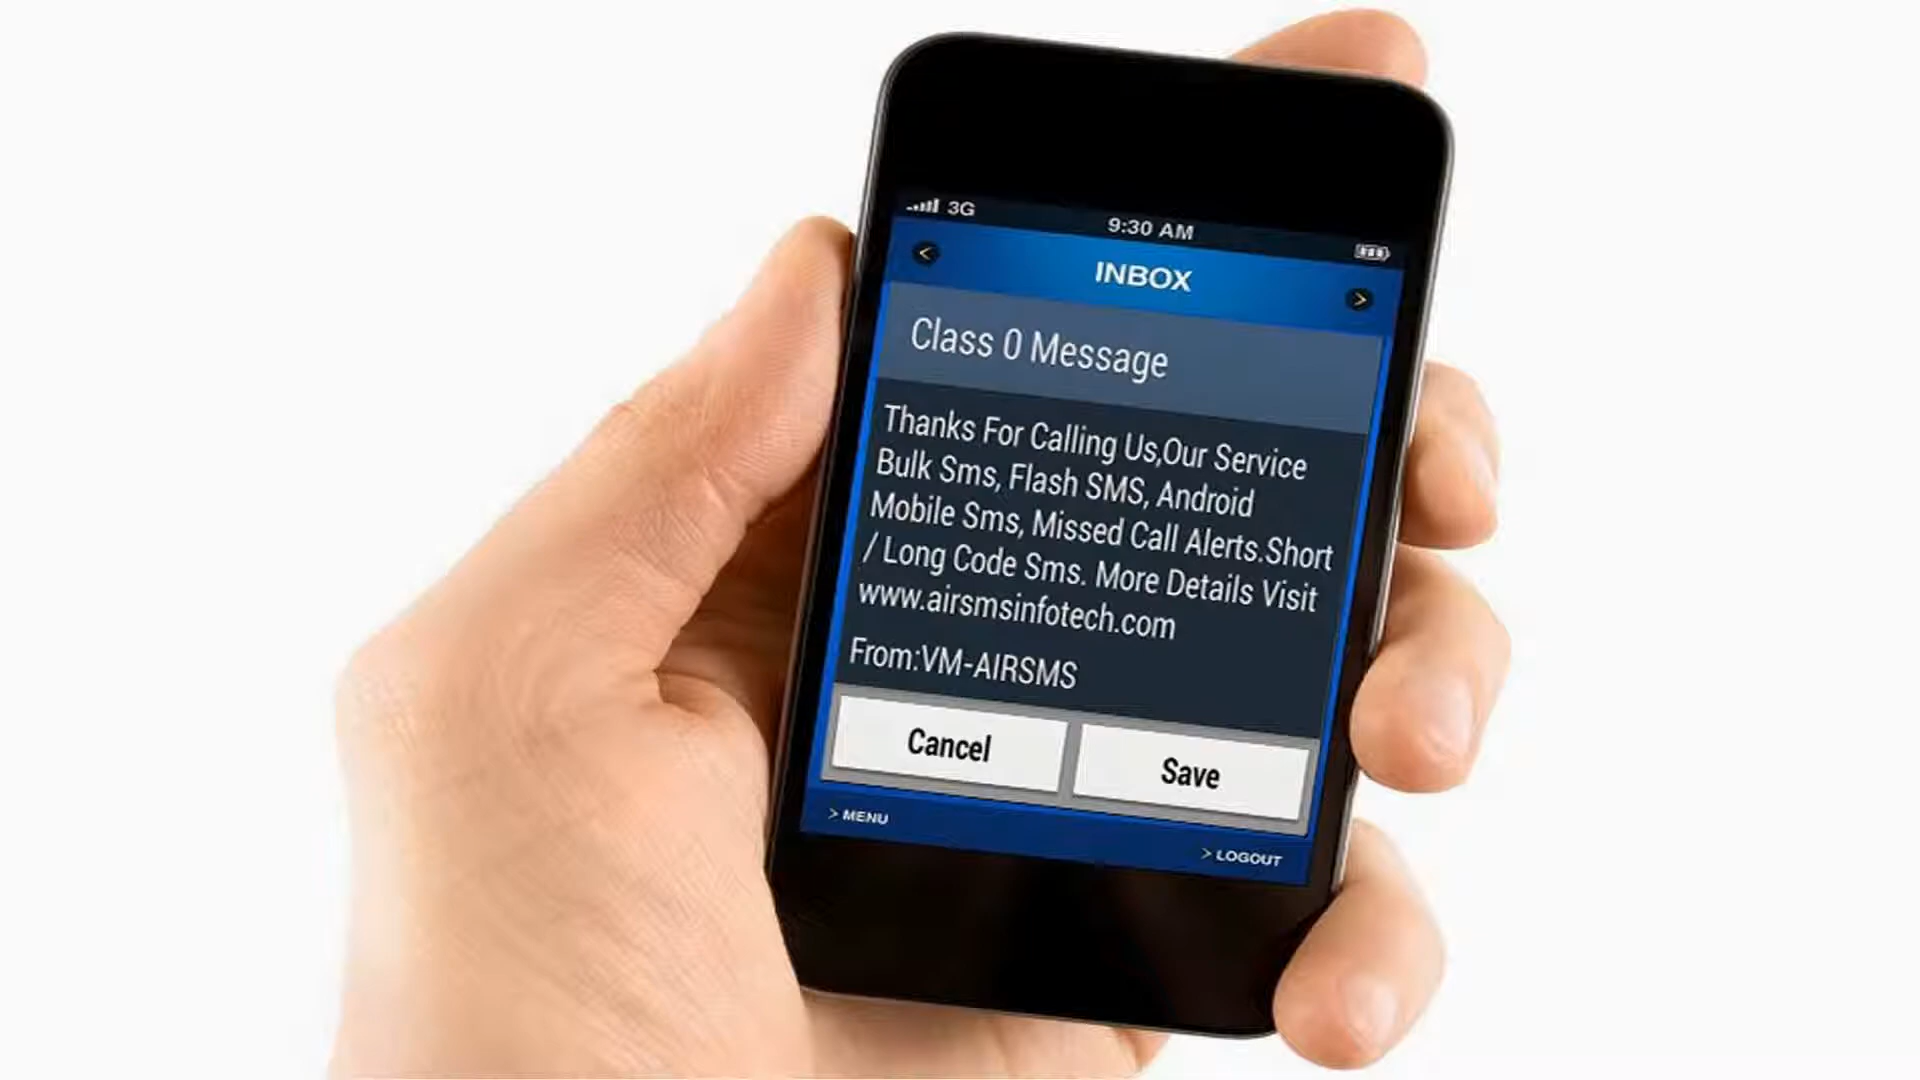 3G
9:30 AM
INBOX
Class 0 Message
Thanks For Calling Us,Our Service
Bulk Sms, Flash SMS, Android
Mobile Sms, Missed Call Alerts.Short
/ Long Code Sms. More Details Visit
www.airsmsinfotech.com
From:VM-AIRSMS
Cancel Save
> MENU
> LOGOUT